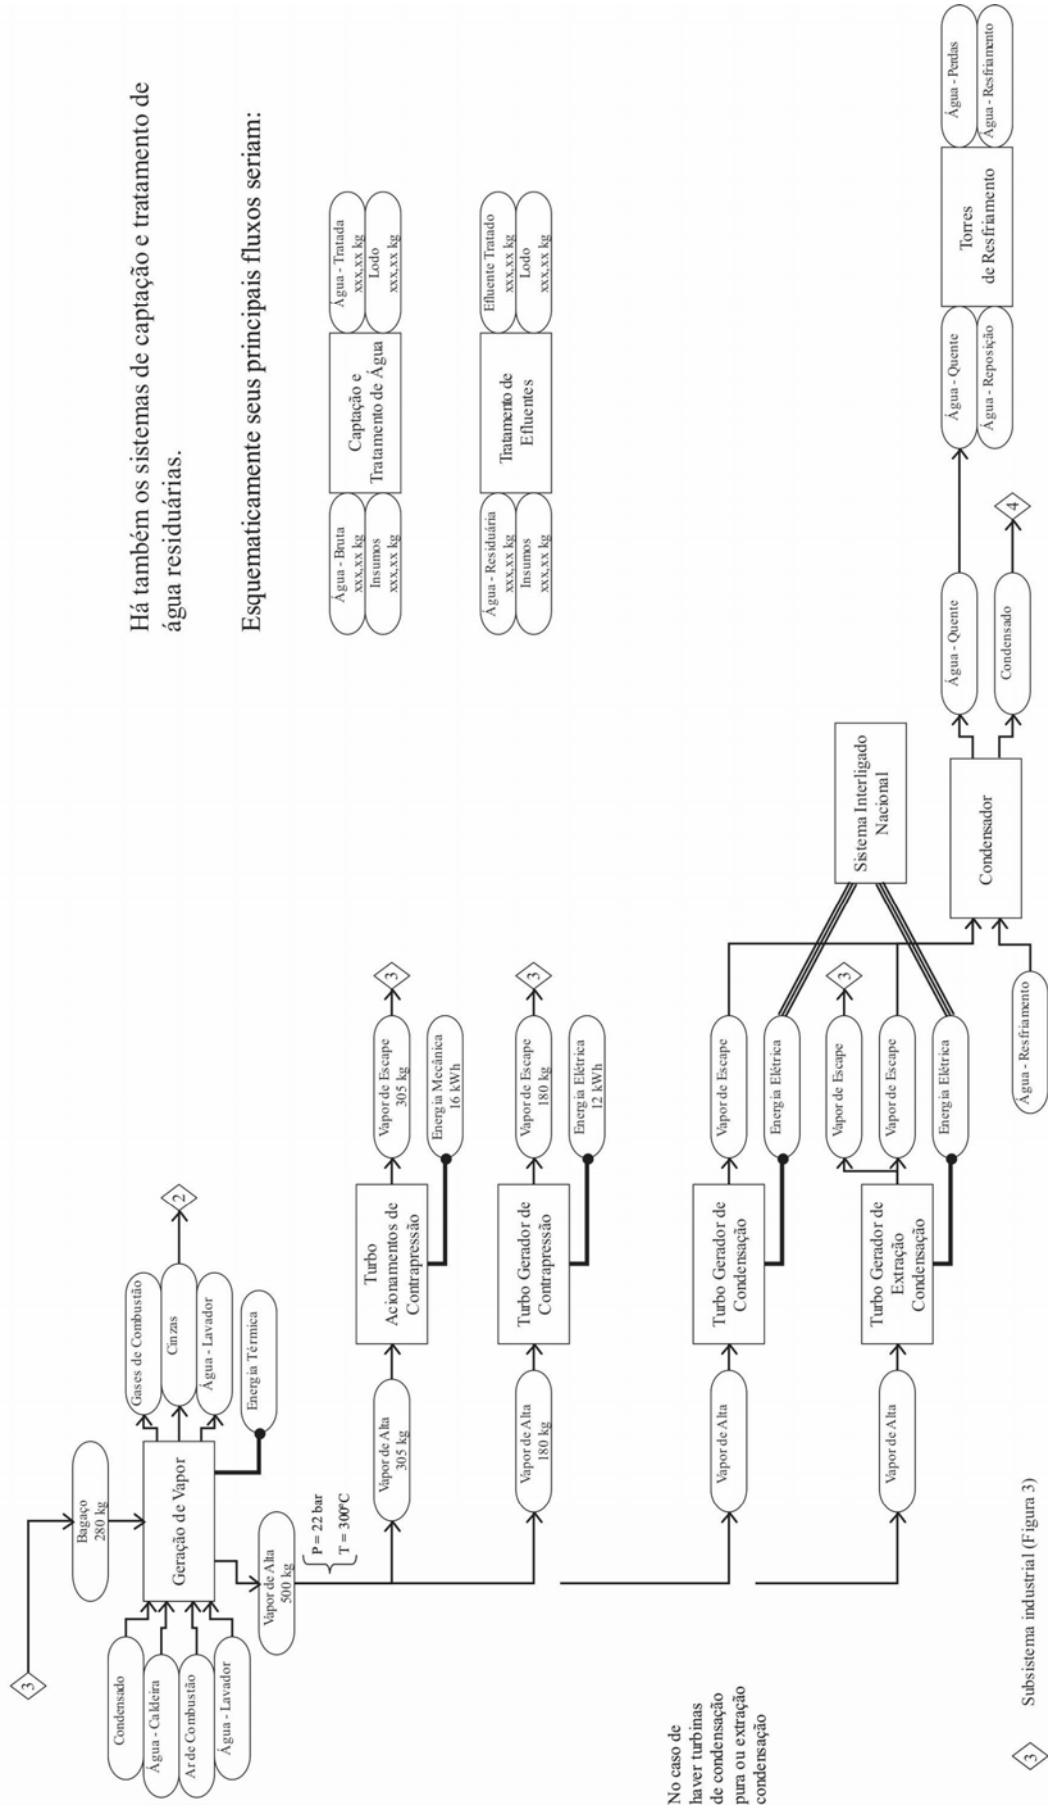 Há também os sistemas de captação e tratamento de
água residuárias.
Esquematicamente seus principais fluxos seriam:
Água - Bruta
xxx,xx kg
Insumos
xxx,xx kg
Captação e
Tratamento de Água
Água - Tratada
xxx,xx kg
Lodo
xxx,xx kg
Água - Residuária
xxx,xx kg
Insumos
xxx,xx kg
Tratamento de
Efluentes
Efluente Tratado
xxx,xx kg
Lodo
xxx,xx kg
3
Bagaço
280 kg
Condensado
Água - Caldeira
Ar de Combustão
Água - Lavador
Geração de Vapor
Gases de Combustão
Cinzas
Água - Lavador
2
Energia Térmica
Vapor de Alta
500 kg
P = 22 bar
T = 300°C
Vapor de Alta
305 kg
Turbo
Acionamentos de
Contrapressão
Vapor de Escape
305 kg
3
Energia Mecânica
16 kWh
Vapor de Alta
180 kg
Turbo Gerador de
Contrapressão
Vapor de Escape
180 kg
3
Energia Elétrica
12 kWh
No caso de
haver turbinas
de condensação
pura ou extração
condensação
Vapor de Alta
Turbo Gerador de
Condensação
Vapor de Escape
Energia Elétrica
Vapor de Alta
Turbo Gerador de
Extração
Condensação
Vapor de Escape
3
Vapor de Escape
Energia Elétrica
Sistema Interligado
Nacional
Água - Resfriamento
Condensador
Água - Quente
Condensado
4
Água - Quente
Água - Reposição
Torres
de Resfriamento
Água - Perdas
Água - Resfriamento
3
Subsistema industrial (Figura 3)